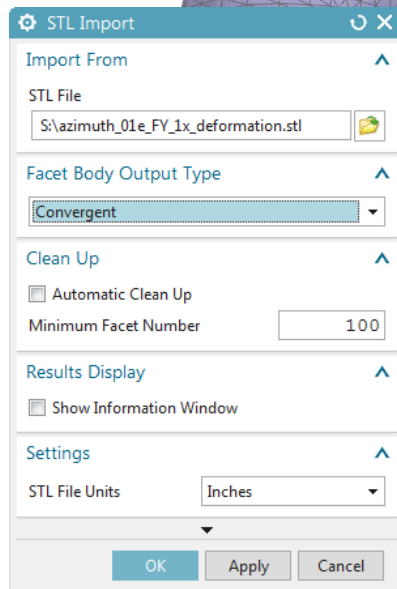 STL Import
Import From
STL File
S:\azimuth_01e_FY_1x_deformation.stl
Facet Body Output Type
Convergent
Clean Up
Automatic Clean Up
Minimum Facet Number 100
Results Display
Show Information Window
Settings
STL File Units Inches
OK Apply Cancel